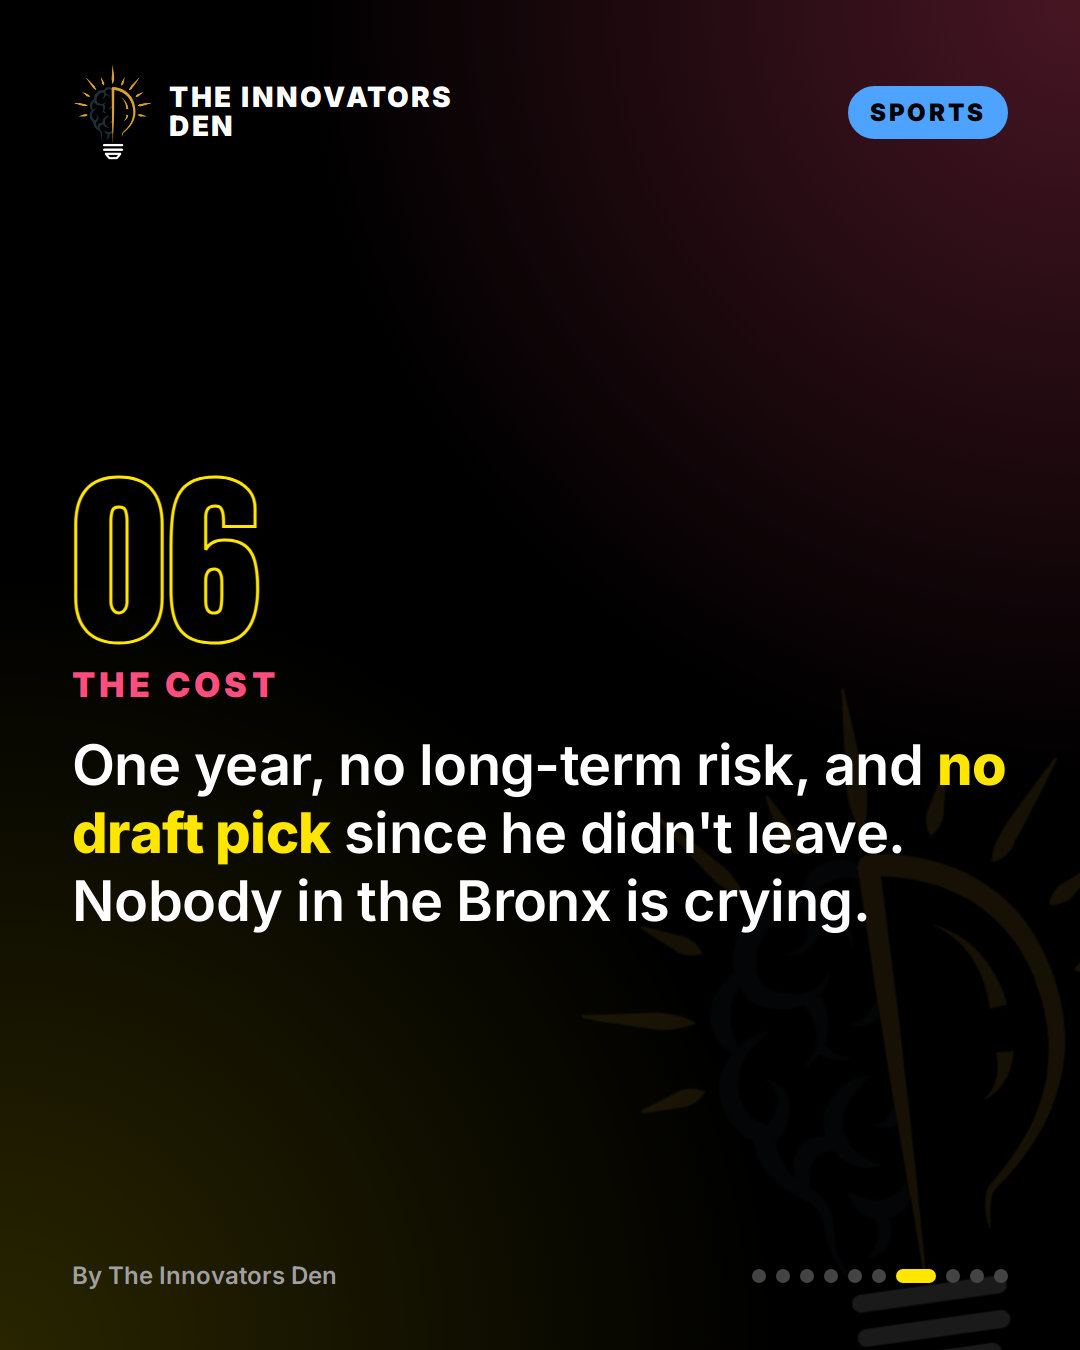 THE INNOVATORS
DEN
SPORTS
06
THE COST
One year, no long-term risk, and no
draft pick since he didn't leave.
Nobody in the Bronx is crying.
By The Innovators Den